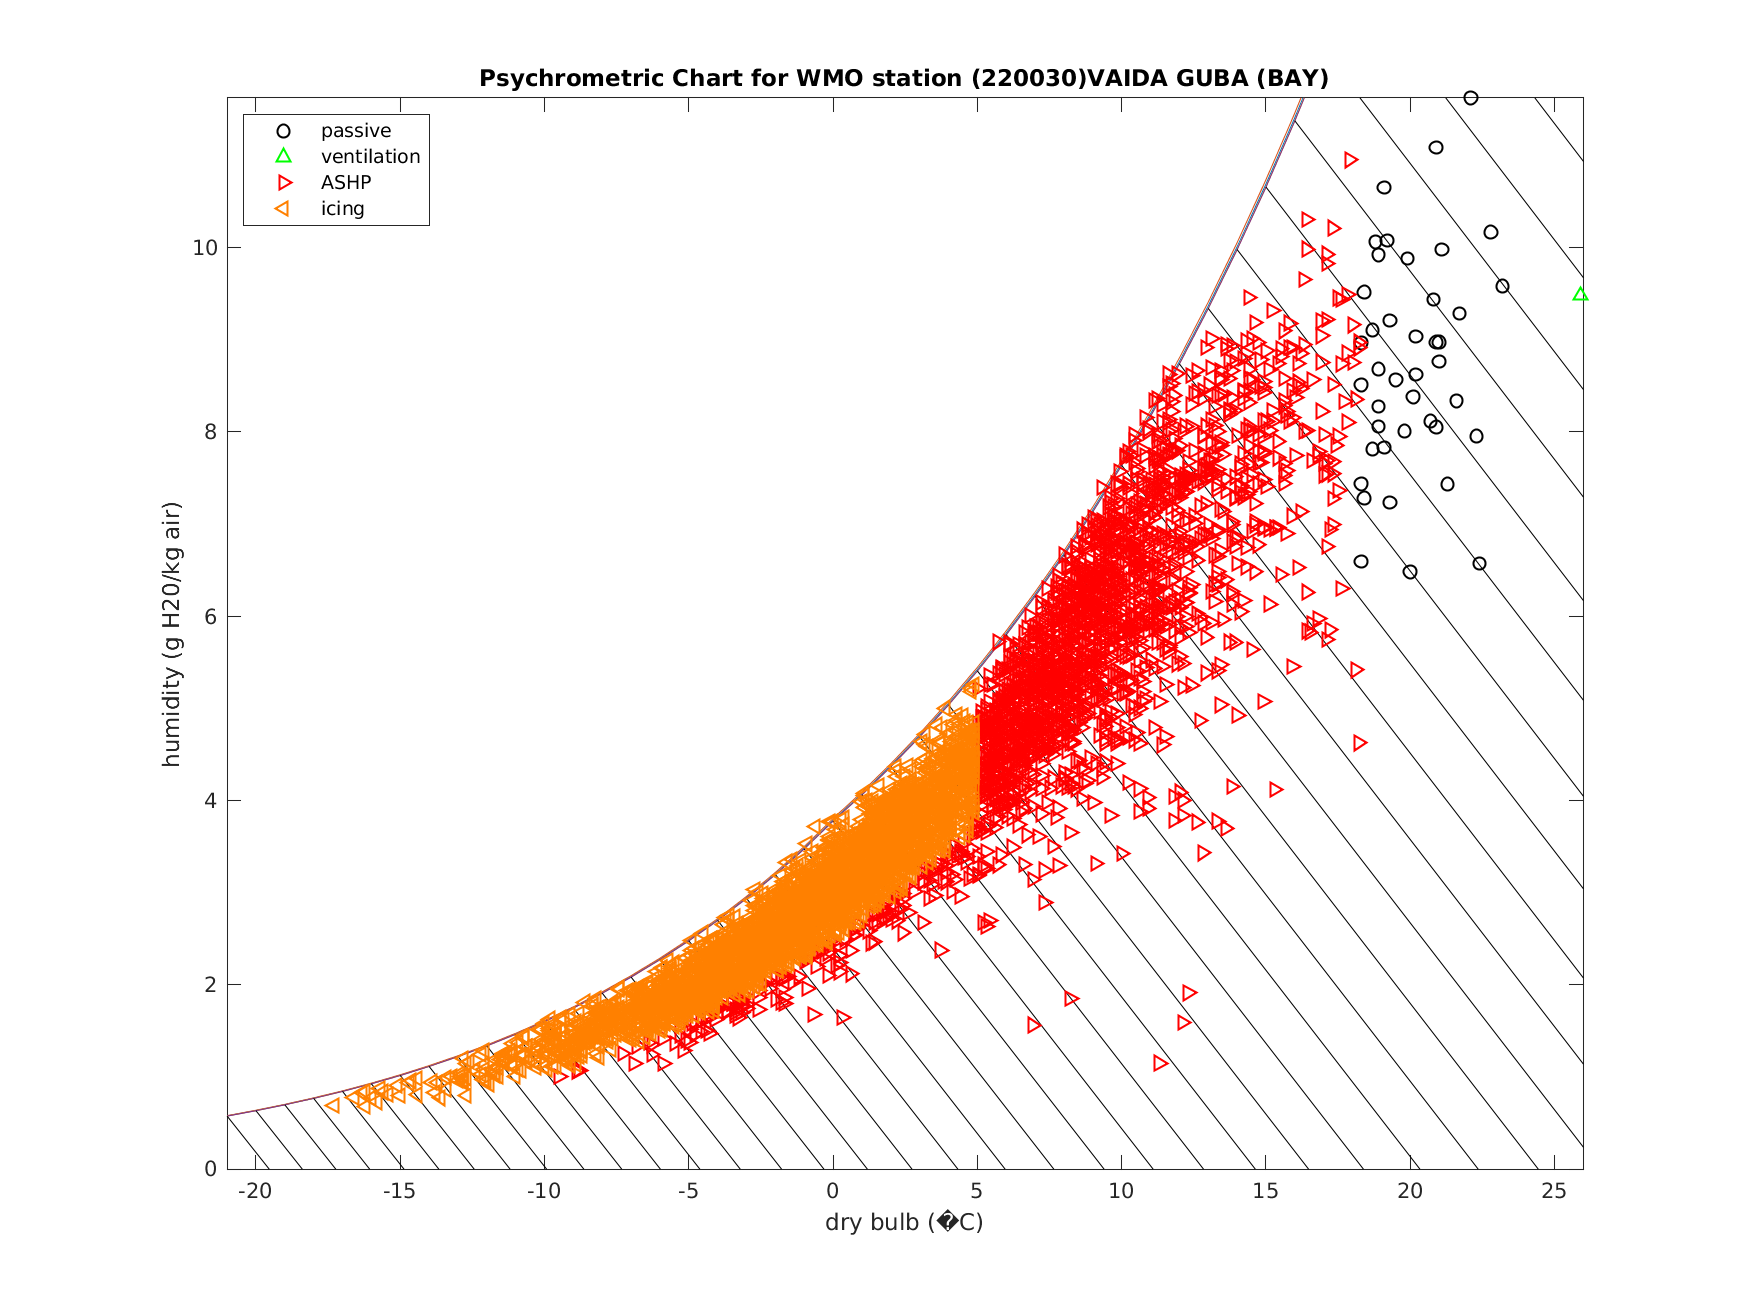 Psychrometric Chart for WMO station (220030)VAIDA GUBA (BAY)
passive
ventilation
ASHP
icing
humidity (g H20/kg air)
10
8
6
4
2
0
-20 -15 -10 -5 0 5 10 15 20 25
dry bulb (�C)